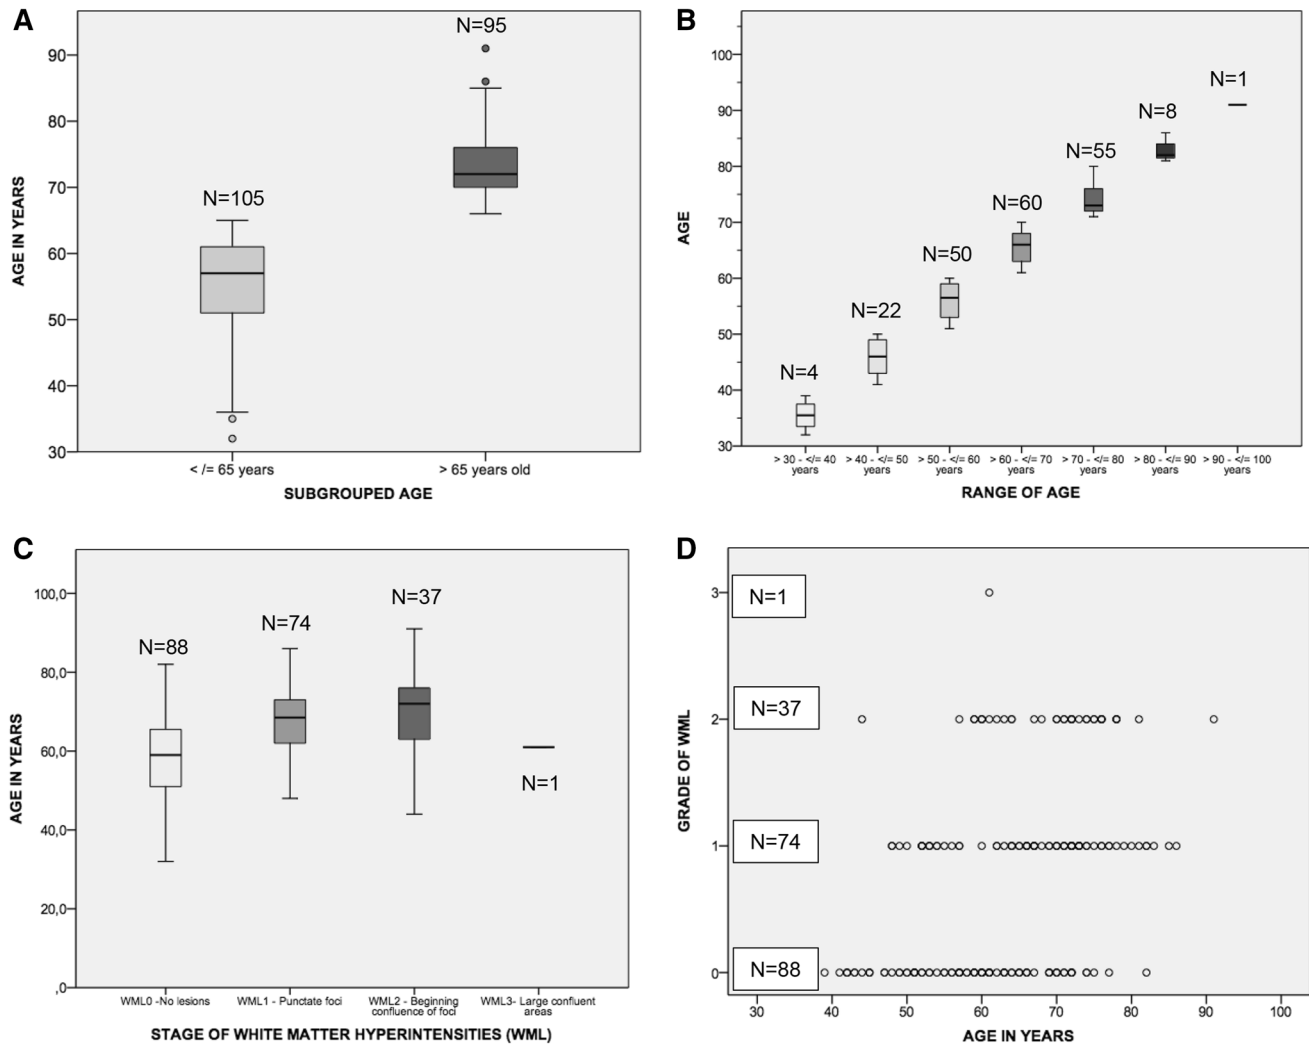 A
N=95
90
80
N=105
70
60
50
40
30
AGE IN YEARS
< /= 65 years
> 65 years old
SUBGROUPED AGE
B
100
90
80
70
60
50
40
30
AGE
N=1
N=8
N=55
N=60
N=50
N=22
N=4
> 30 - </= 40
years
> 40 - </= 50
years
> 50 - </= 60
years
> 60 - </=70
years
> 70 - </= 80
years
> 80 - </= 90
years
> 90 - </= 100
years
RANGE OF AGE
C
100,0
80,0
60,0
40,0
20,0
,0
AGE IN YEARS
N=88
N=74
N=37
N=1
WML0 -No lesions
WML1 - Punctate foci
WML2 - Beginning
confluence of foci
WML3- Large confluent
areas
STAGE OF WHITE MATTER HYPERINTENSITIES (WML)
D
3
N=1
2
N=37
1
N=74
0
N=88
GRADE OF WML
30
40
50
60
70
80
90
100
AGE IN YEARS